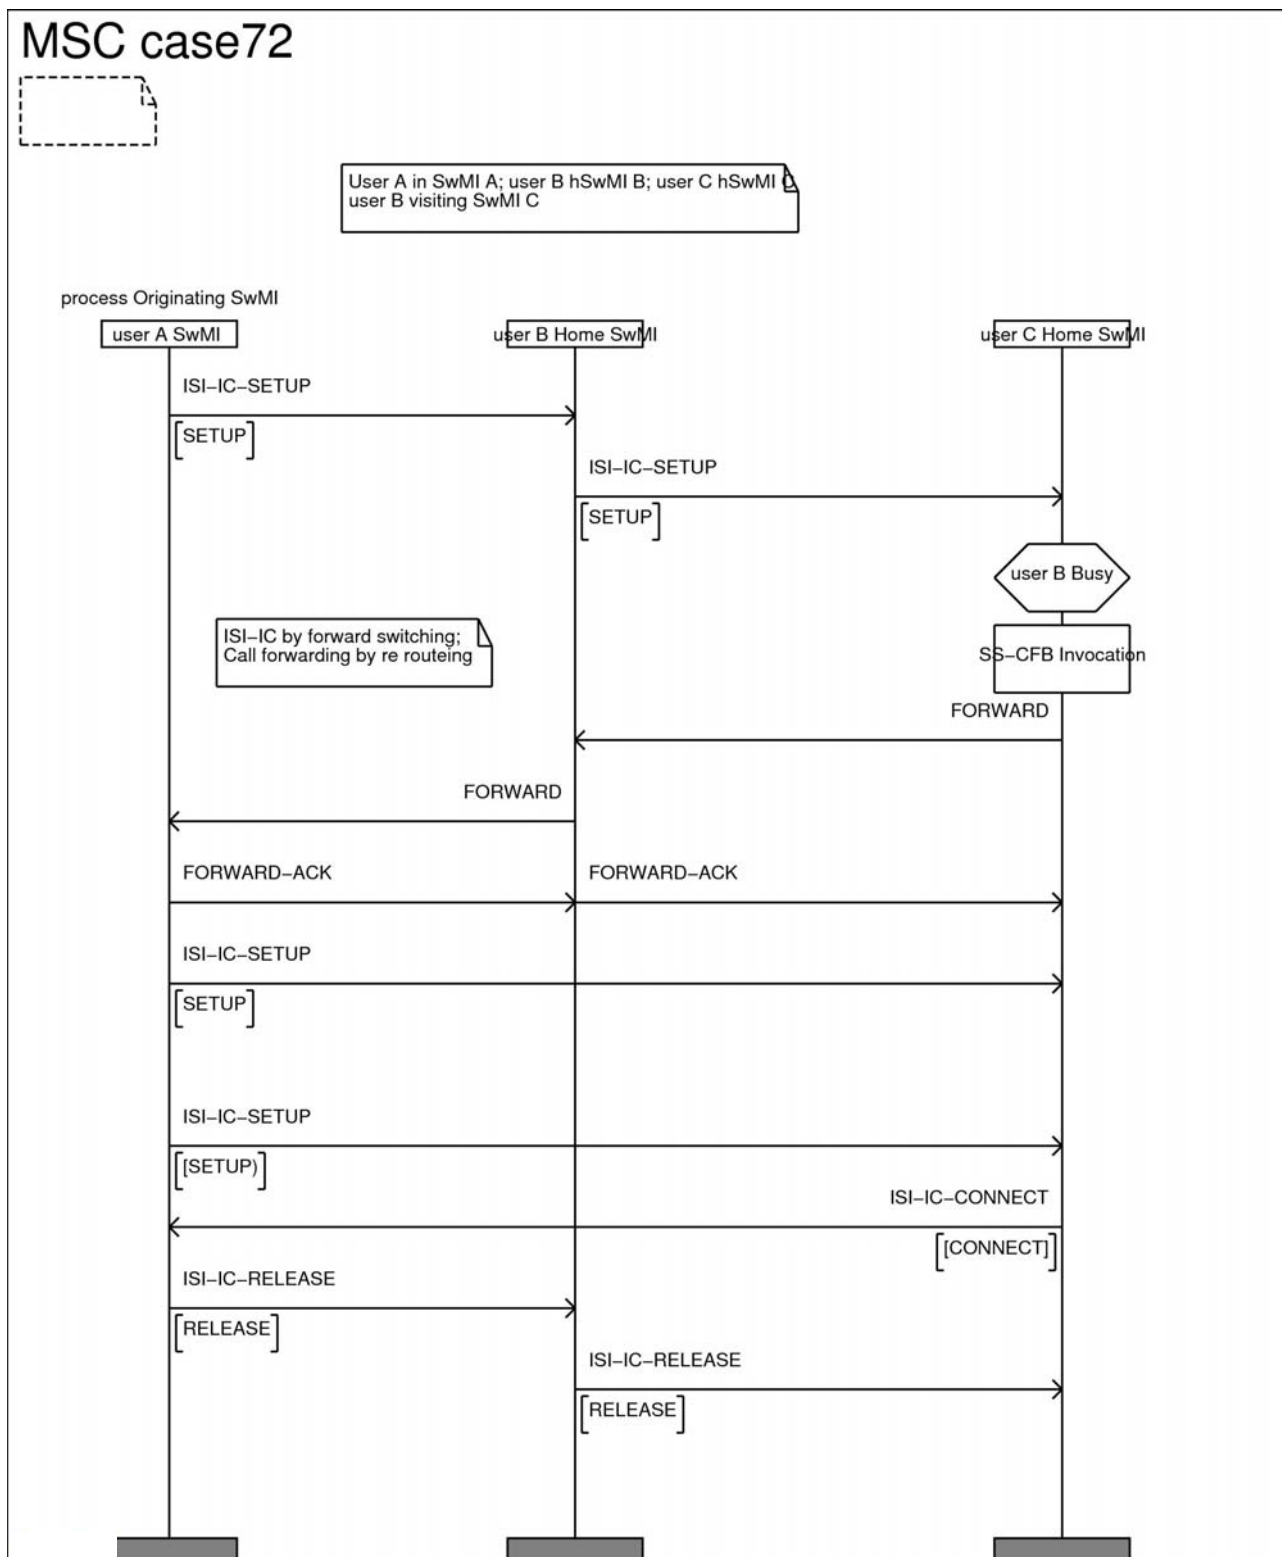 MSC case72
User A in SwMI A; user B hSwMI B; user C hSwMI C
user B visiting SwMI C
process Originating SwMI
user A SwMI
user B Home SwMI
user C Home SwMI
ISI–IC–SETUP
[SETUP]
ISI–IC–SETUP
[SETUP]
user B Busy
ISI–IC by forward switching;
Call forwarding by re routeing
SS–CFB Invocation
FORWARD
FORWARD
FORWARD–ACK
FORWARD–ACK
ISI–IC–SETUP
[SETUP]
ISI–IC–SETUP
[[SETUP)]
ISI–IC–CONNECT
[[CONNECT]]
ISI–IC–RELEASE
[RELEASE]
ISI–IC–RELEASE
[RELEASE]